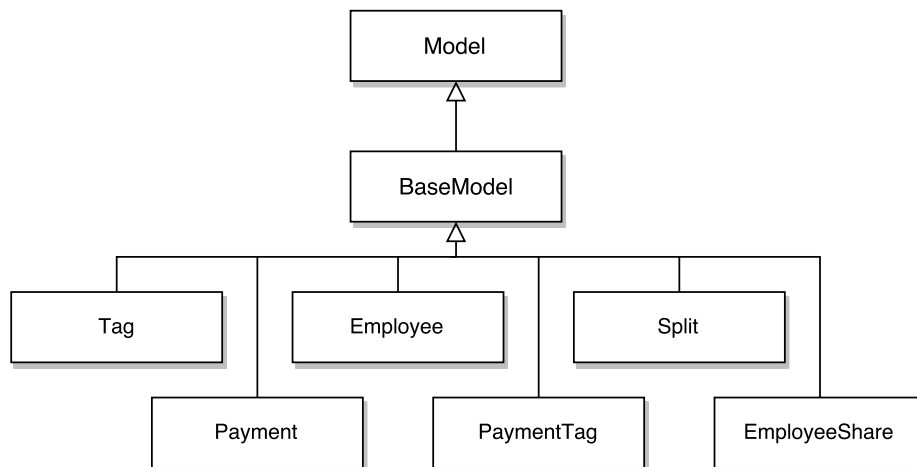 Model
BaseModel
Tag
Employee
Split
Payment
PaymentTag
EmployeeShare